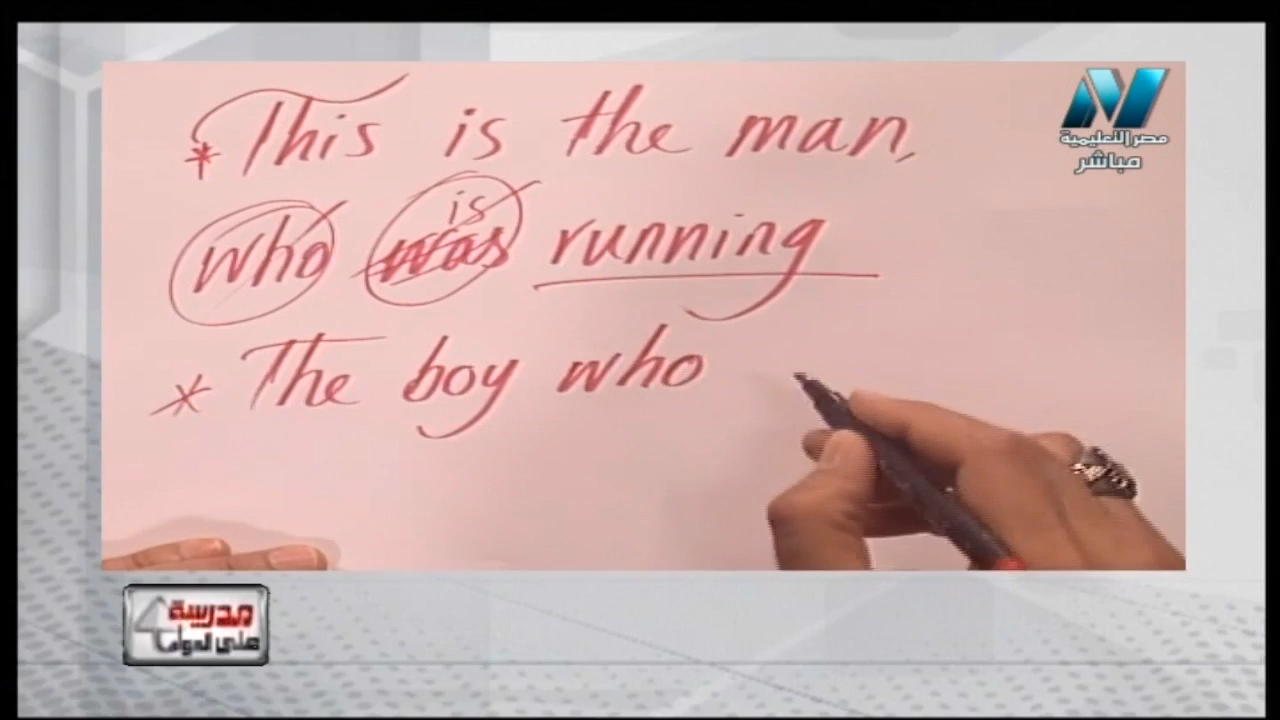 * This is the man,
is
who was running
* The boy who
مصر التعليمية
مباشر
مدرسة
على الهواء